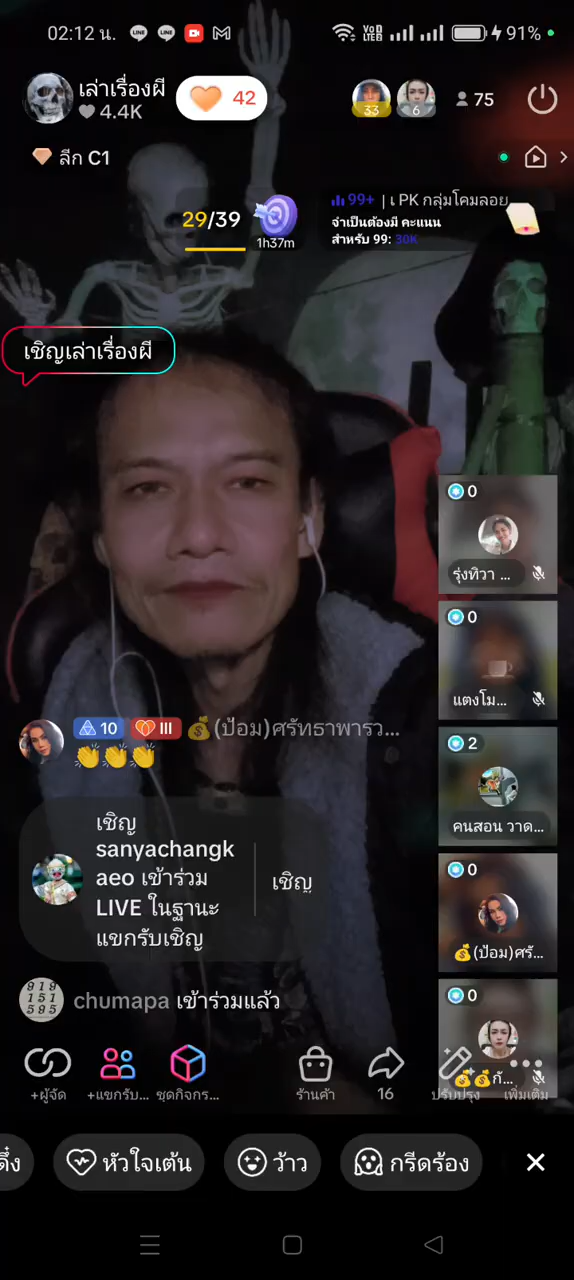 02:12 น.
91%
เล่าเรื่องผี
4.4K
42
33
6
75
ลีก C1
29/39
1h37m
99+ | เ PK กลุ่มโคมลอย
จำเป็นต้องมี คะแนน
สำหรับ 99: 30K
เชิญเล่าเรื่องผี
0
รุ่งทิวา ...
0
แตงโม...
2
คนสอน วาด...
0
💰(ป้อม)ศรั...
0
💰💰กั...
10 III 💰(ป้อม)ศรัทธาพารว...
👏👏👏
เชิญ
sanyachangk
aeo เข้าร่วม
LIVE ในฐานะ
แขกรับเชิญ
เชิญ
chumapa เข้าร่วมแล้ว
+ผู้จัด
+แขกรับ...
ชุดกิจกร...
ร้านค้า
16
ปรับปรุง
เพิ่มเติม
หัวใจเต้น
ว้าว
กรีดร้อง